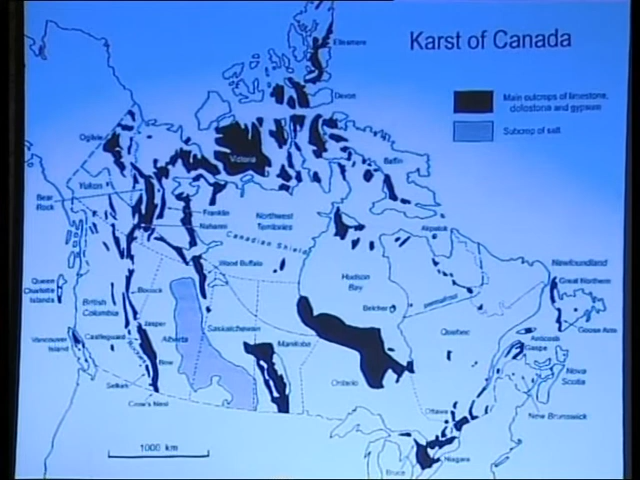 Karst of Canada
Main outcrops of limestone,
dolostone and gypsum
Subcrop of salt
Ellesmere
Devon
Ogilvie
Victoria
Baffin
Yukon
Bear
Rock
Franklin
Nahanni
Northwest
Territories
Canadian Shield
Akpatok
Wood Buffalo
Hudson
Bay
Newfoundland
Great Northern
Queen
Charlotte
Islands
British
Columbia
Belcher
permafrost
Goose Arm
Vancouver
Island
Castleguard
Jasper
Alberta
Saskatchewan
Manitoba
Quebec
Anticosti
Gaspe
Nova
Scotia
Ontario
Crow's Nest
Ottawa
New Brunswick
1000 km
Bruce
Niagara